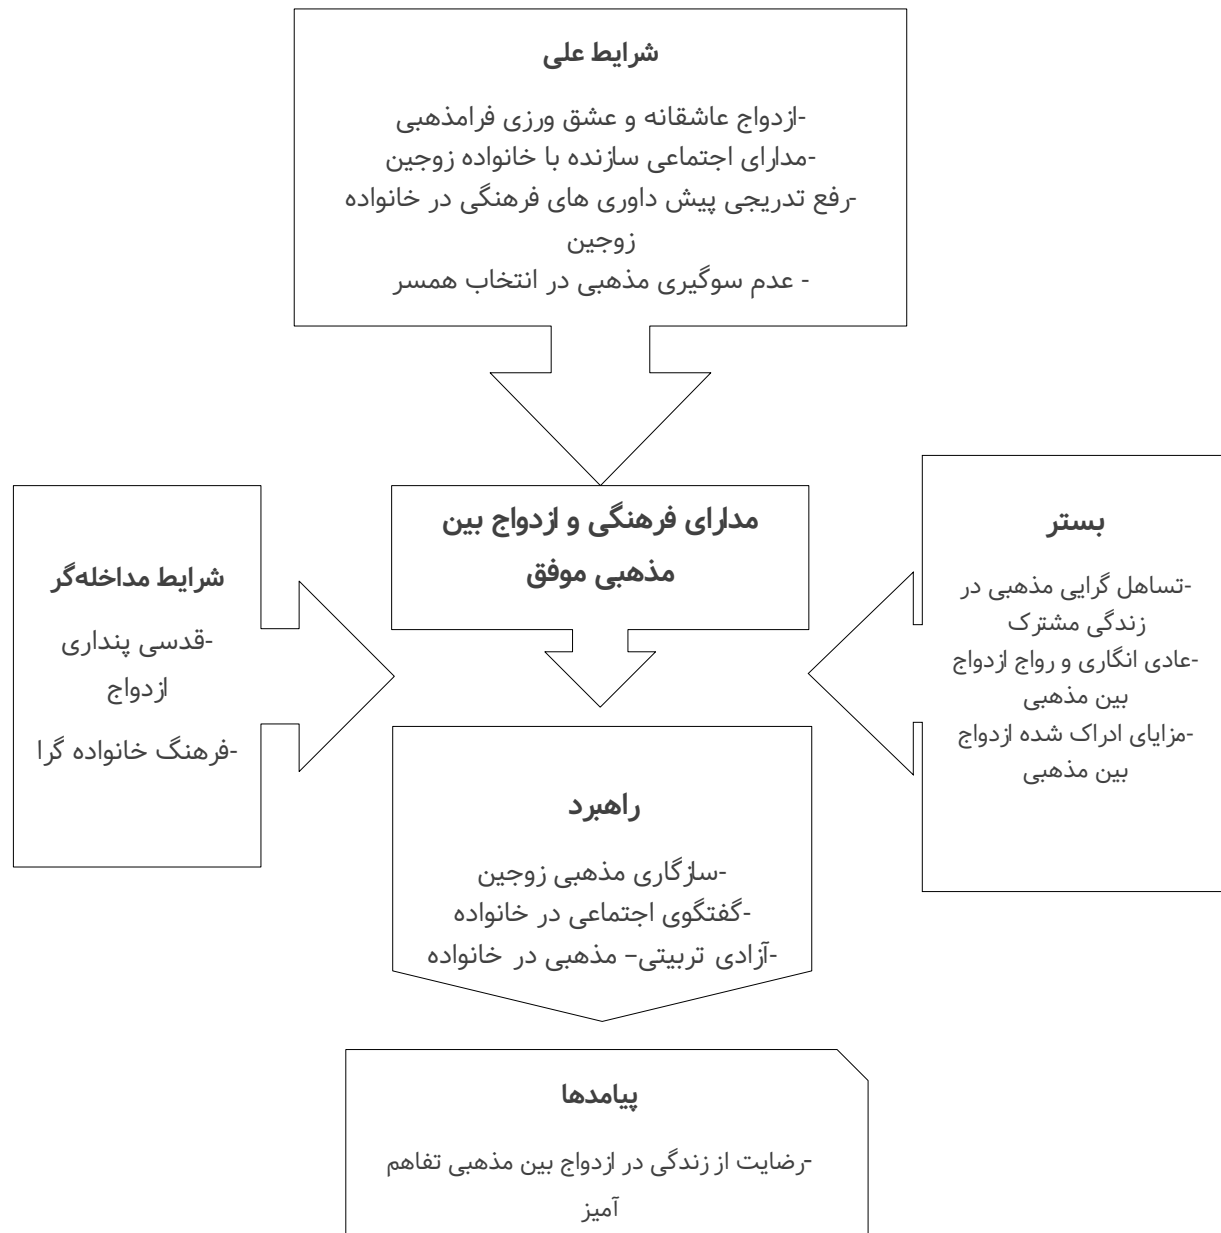 شرایط علی
-ازدواج عاشقانه و عشق ورزی فرامذهبی
-مدارای اجتماعی سازنده با خانواده زوجین
-رفع تدریجی پیش داوری های فرهنگی در خانواده
زوجین
- عدم سوگیری مذهبی در انتخاب همسر
بستر
-تساهل گرایی مذهبی در
زندگی مشترک
-عادی انگاری و رواج ازدواج
بین مذهبی
-مزایای ادراک شده ازدواج
بین مذهبی
مدارای فرهنگی و ازدواج بین
مذهبی موفق
شرایط مداخله‌گر
-قدسی پنداری
ازدواج
-فرهنگ خانواده گرا
راهبرد
-سازگاری مذهبی زوجین
-گفتگوی اجتماعی در خانواده
-آزادی تربیتی– مذهبی در خانواده
پیامدها
-رضایت از زندگی در ازدواج بین مذهبی تفاهم
آمیز